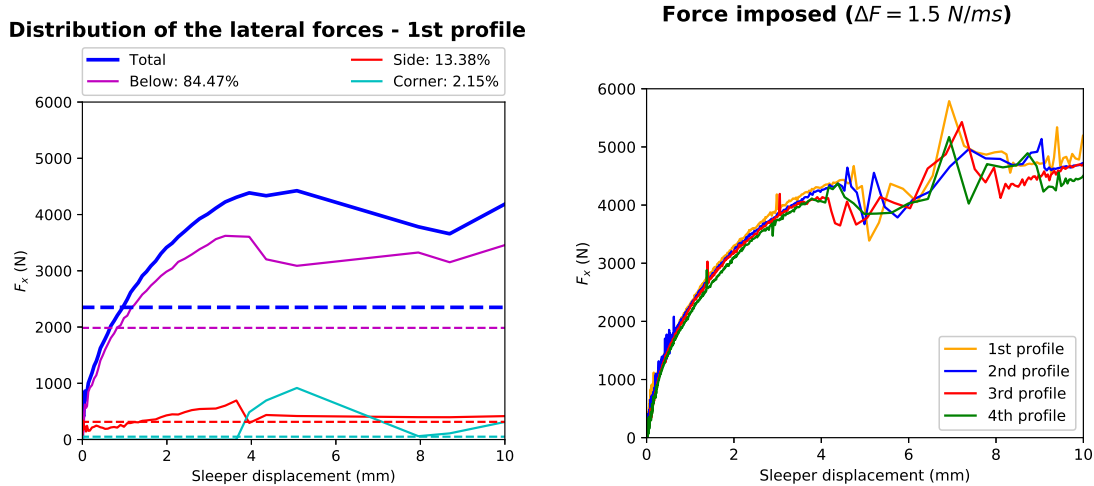 Distribution of the lateral forces - 1st profile
Total
Below: 84.47%
Side: 13.38%
Corner: 2.15%
6000
5000
4000
3000
2000
1000
0
F_x (N)
0 2 4 6 8 10
Sleeper displacement (mm)
Force imposed (ΔF = 1.5 N/ms)
6000
5000
4000
3000
2000
1000
0
F_x (N)
1st profile
2nd profile
3rd profile
4th profile
0 2 4 6 8 10
Sleeper displacement (mm)